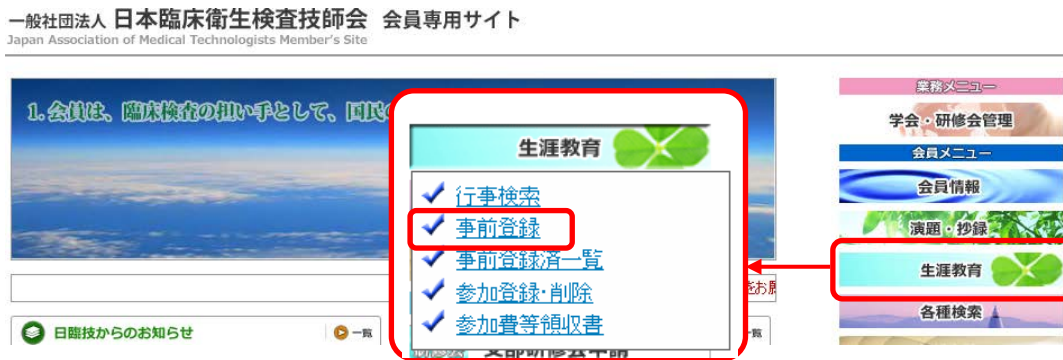 一般社団法人 日本臨床衛生検査技師会 会員専用サイト
Japan Association of Medical Technologists Member's Site
1.会員は、臨床検査の担い手として、国民の
生涯教育
行事検索
事前登録
事前登録済一覧
参加登録・削除
参加費等領収書
支部研修会申請
日臨技からのお知らせ
一覧
業務メニュー
学会・研修会管理
会員メニュー
会員情報
演題・抄録
生涯教育
各種検索